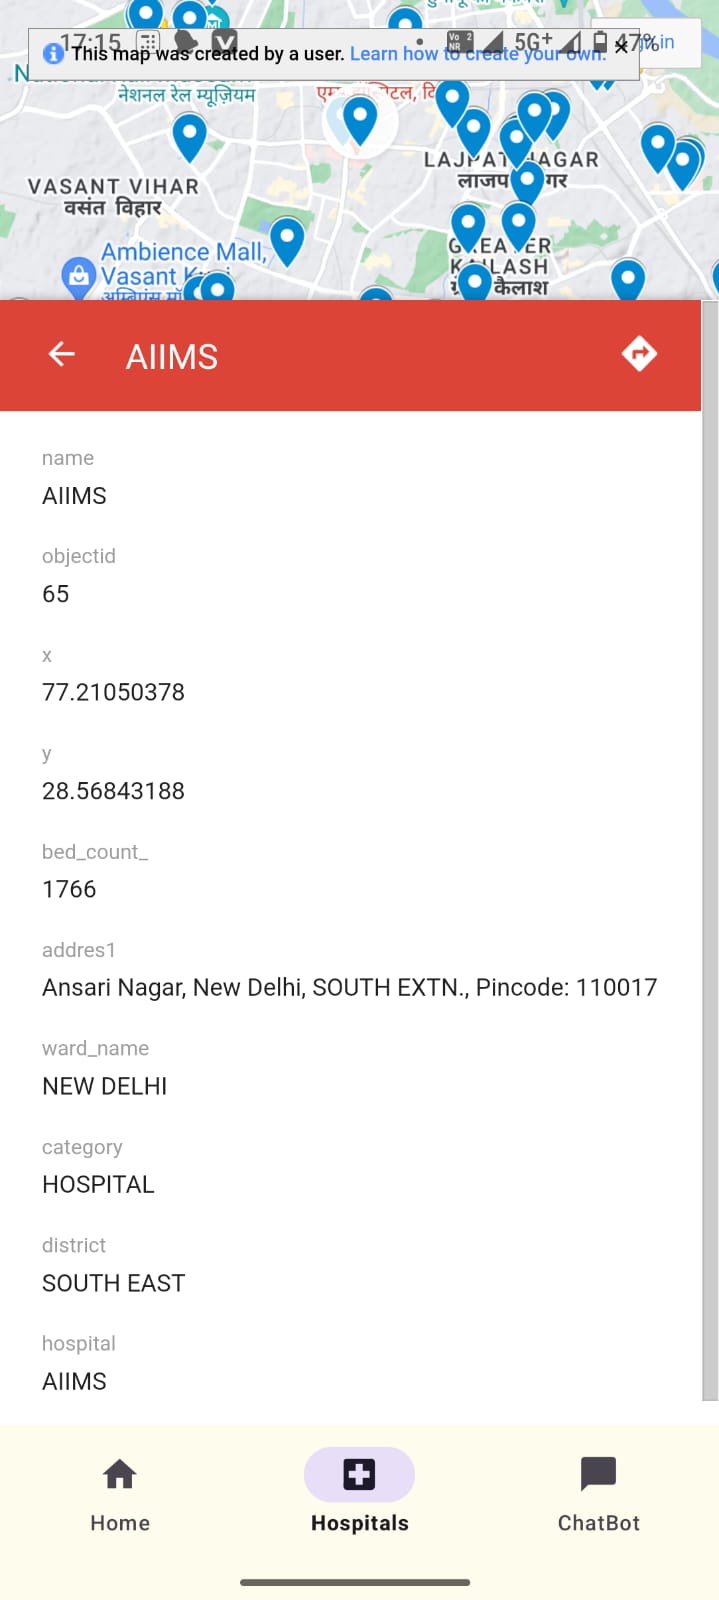 17:15
5G+
47%
This map was created by a user. Learn how to create your own.
in
नेशनल रेल म्यूज़ियम
VASANT VIHAR
वसंत विहार
Ambience Mall,
Vasant
LAJPAT NAGAR
GREATER
KAILASH
कैलाश
AIIMS
name
AIIMS
objectid
65
x
77.21050378
y
28.56843188
bed_count_
1766
addres1
Ansari Nagar, New Delhi, SOUTH EXTN., Pincode: 110017
ward_name
NEW DELHI
category
HOSPITAL
district
SOUTH EAST
hospital
AIIMS
Home
Hospitals
ChatBot